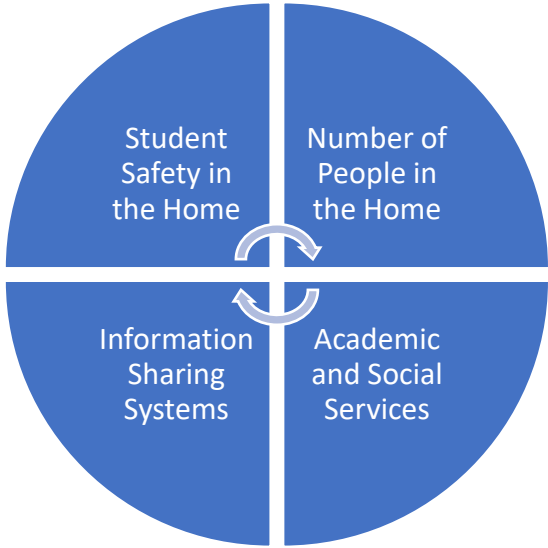 Student
Safety in
the Home
Number of
People in
the Home
Information
Sharing
Systems
Academic
and Social
Services